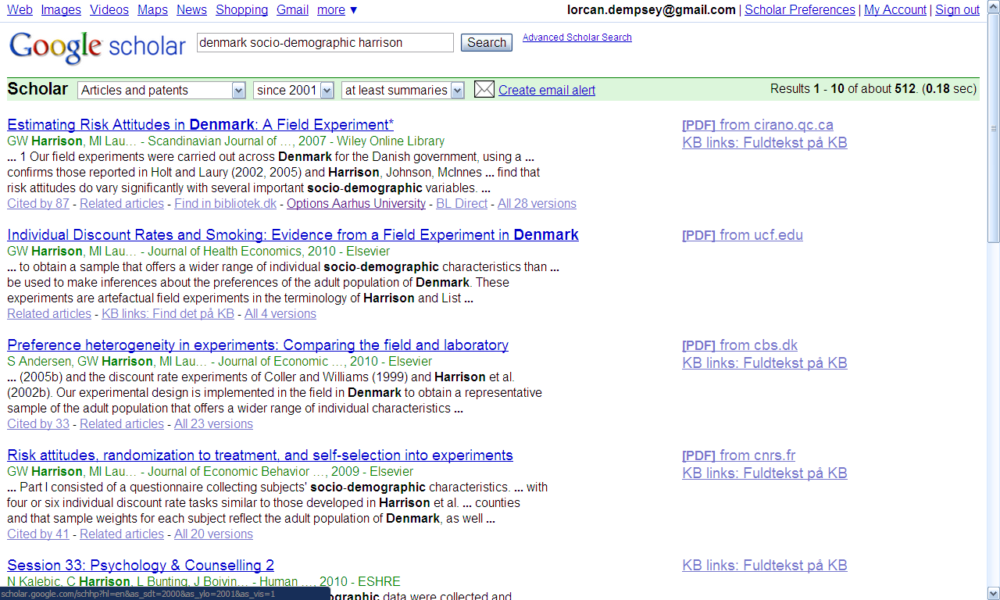 Web Images Videos Maps News Shopping Gmail more ▼ lorcan.dempsey@gmail.com | Scholar Preferences | My Account | Sign out
Google scholar denmark socio-demographic harrison Search Advanced Scholar Search
Scholar Articles and patents since 2001 at least summaries Create email alert Results 1 - 10 of about 512. (0.18 sec)
Estimating Risk Attitudes in Denmark: A Field Experiment* [PDF] from cirano.qc.ca
GW Harrison, MI Lau... - Scandinavian Journal of ..., 2007 - Wiley Online Library KB links: Fuldtekst på KB
... 1 Our field experiments were carried out across Denmark for the Danish government, using a ...
confirms those reported in Holt and Laury (2002, 2005) and Harrison, Johnson, McInnes ... find that
risk attitudes do vary significantly with several important socio-demographic variables. ...
Cited by 87 - Related articles - Find in bibliotek.dk - Options Aarhus University - BL Direct - All 28 versions
Individual Discount Rates and Smoking: Evidence from a Field Experiment in Denmark [PDF] from ucf.edu
GW Harrison, MI Lau... - Journal of Health Economics, 2010 - Elsevier
... to obtain a sample that offers a wider range of individual socio-demographic characteristics than ...
be used to make inferences about the preferences of the adult population of Denmark. These
experiments are artefactual field experiments in the terminology of Harrison and List ...
Related articles - KB links: Find det på KB - All 4 versions
Preference heterogeneity in experiments: Comparing the field and laboratory [PDF] from cbs.dk
S Andersen, GW Harrison, MI Lau... - Journal of Economic ..., 2010 - Elsevier KB links: Fuldtekst på KB
... (2005b) and the discount rate experiments of Coller and Williams (1999) and Harrison et al.
(2002b). Our experimental design is implemented in the field in Denmark to obtain a representative
sample of the adult population that offers a wider range of individual characteristics ...
Cited by 33 - Related articles - All 23 versions
Risk attitudes, randomization to treatment, and self-selection into experiments [PDF] from cnrs.fr
GW Harrison, MI Lau... - Journal of Economic Behavior ..., 2009 - Elsevier KB links: Fuldtekst på KB
... Part I consisted of a questionnaire collecting subjects' socio-demographic characteristics. ... with
four or six individual discount rate tasks similar to those developed in Harrison et al. ... counties
and that sample weights for each subject reflect the adult population of Denmark, as well ...
Cited by 41 - Related articles - All 20 versions
Session 33: Psychology & Counselling 2 KB links: Fuldtekst på KB
N Kalebic, C Harrison, L Bunting, J Boivin... - Human ..., 2010 - ESHRE
scholar.google.com/schhp?hl=en&as_sdt=2000&as_ylo=2001&as_vis=1 ographic data were collected and